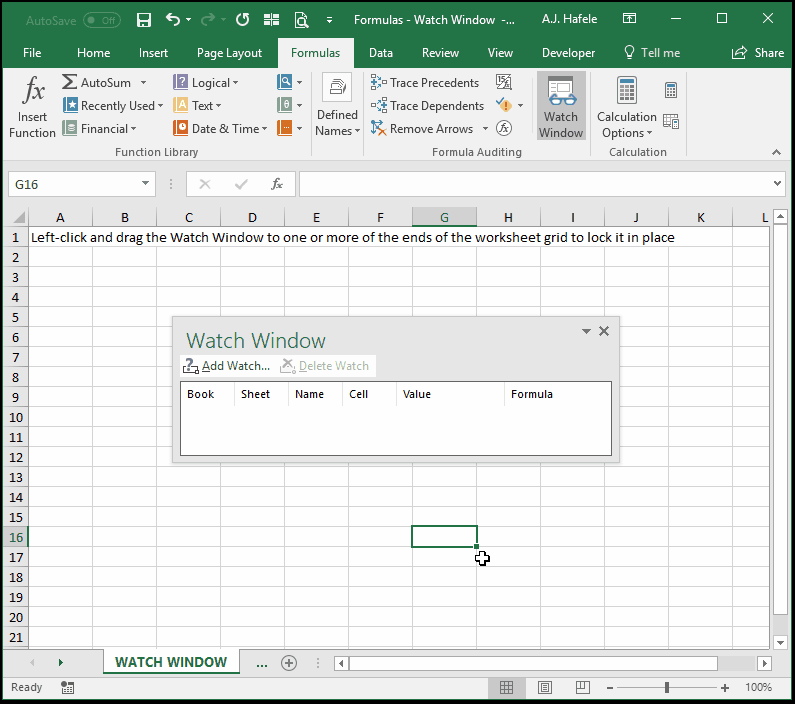 AutoSave Off Formulas - Watch Window -... A.J. Hafele
File Home Insert Page Layout Formulas Data Review View Developer Tell me Share
fx
Insert
Function
AutoSum
Recently Used
Financial
Logical
Text
Date & Time
Function Library
Defined
Names
Trace Precedents
Trace Dependents
Remove Arrows
Formula Auditing
Watch
Window
Calculation
Options
Calculation
G16 fx
A B C D E F G H I J K L
1 Left-click and drag the Watch Window to one or more of the ends of the worksheet grid to lock it in place
2
3
4
5
6
7
8
9
10
11
12
13
14
15
16
17
18
19
20
21
Watch Window
Add Watch... Delete Watch
Book Sheet Name Cell Value Formula
WATCH WINDOW ...
Ready 100%